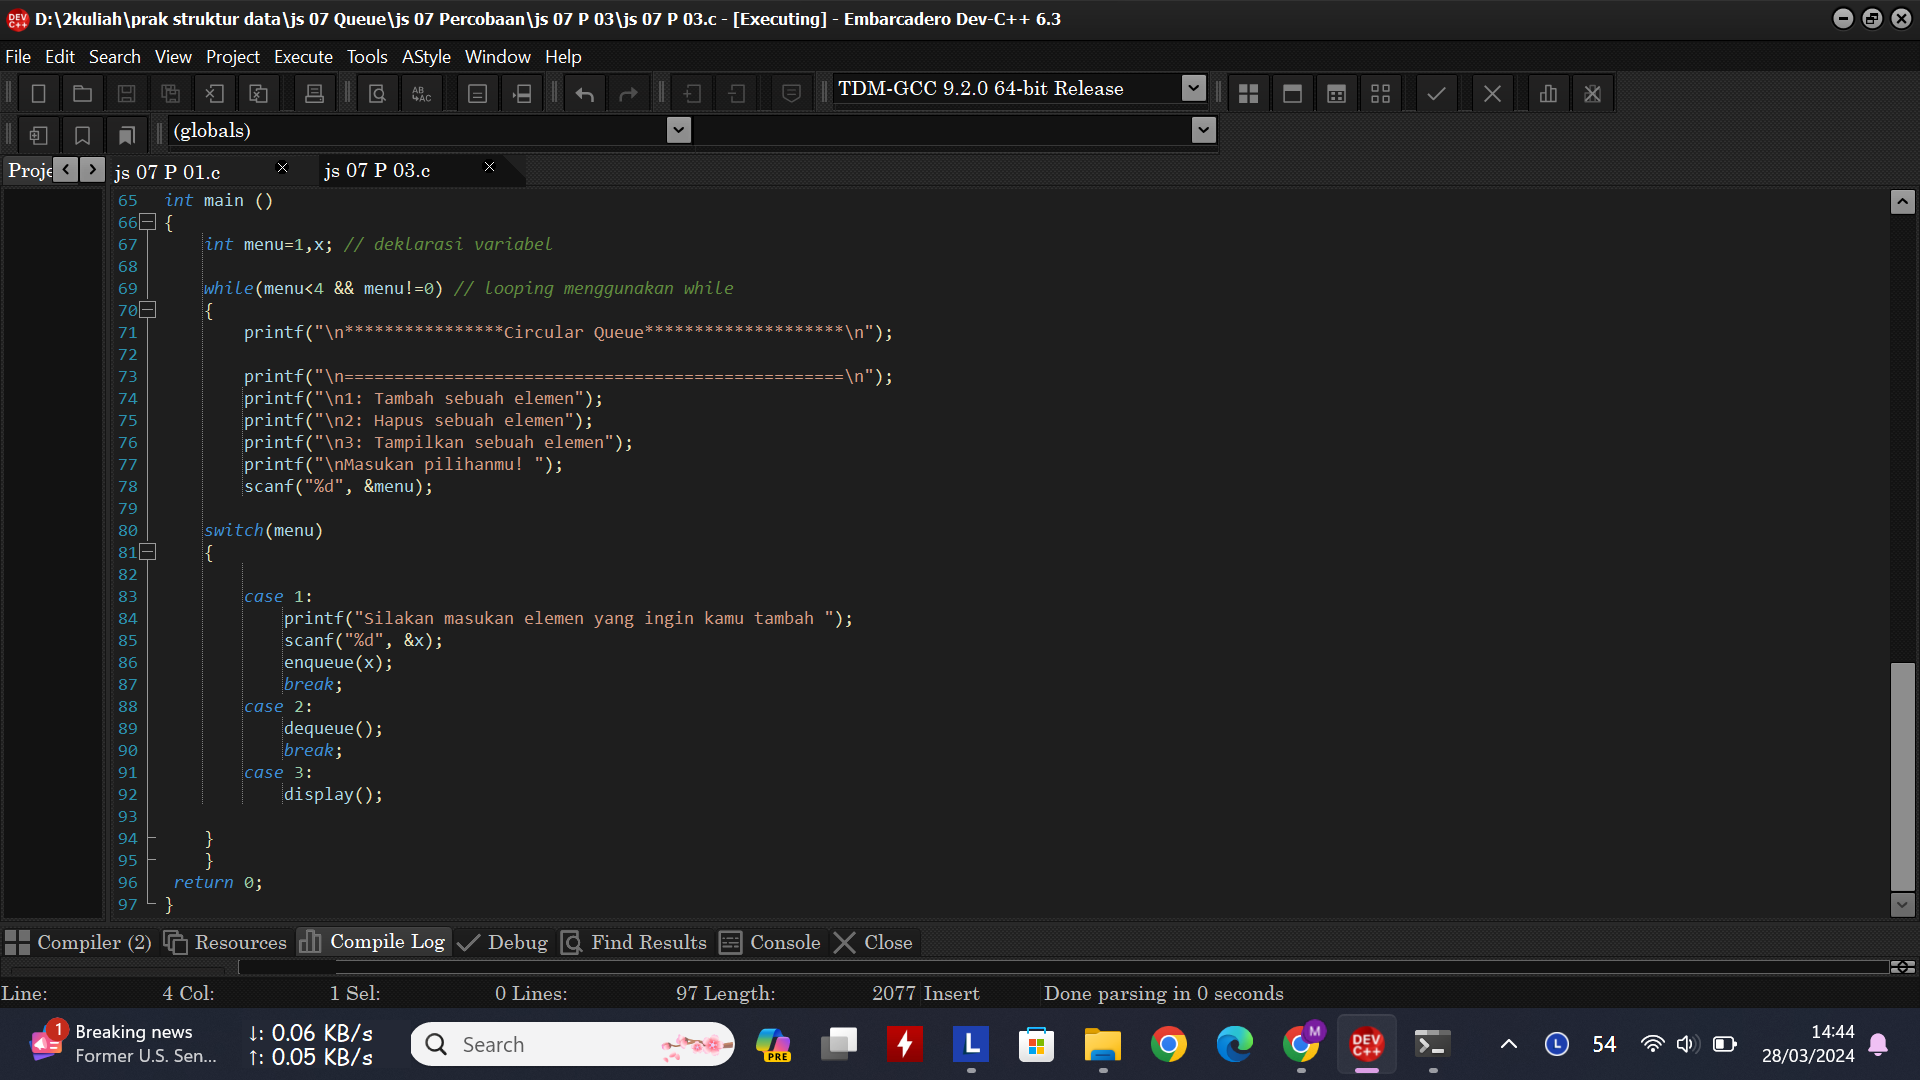 D:\2kuliah\prak struktur data\js 07 Queue\js 07 Percobaan\js 07 P 03\js 07 P 03.c - [Executing] - Embarcadero Dev-C++ 6.3
File Edit Search View Project Execute Tools AStyle Window Help
TDM-GCC 9.2.0 64-bit Release
(globals)
Proje js 07 P 01.c js 07 P 03.c
65 int main ()
66 {
67 int menu=1,x; // deklarasi variabel
68
69 while(menu<4 && menu!=0) // looping menggunakan while
70 {
71 printf("\n****************Circular Queue********************\n");
72
73 printf("\n==================================================\n");
74 printf("\n1: Tambah sebuah elemen");
75 printf("\n2: Hapus sebuah elemen");
76 printf("\n3: Tampilkan sebuah elemen");
77 printf("\nMasukan pilihanmu! ");
78 scanf("%d", &menu);
79
80 switch(menu)
81 {
82
83 case 1:
84 printf("Silakan masukan elemen yang ingin kamu tambah ");
85 scanf("%d", &x);
86 enqueue(x);
87 break;
88 case 2:
89 dequeue();
90 break;
91 case 3:
92 display();
93
94 }
95 }
96 return 0;
97 }
Compiler (2) Resources Compile Log Debug Find Results Console Close
Line: 4 Col: 1 Sel: 0 Lines: 97 Length: 2077 Insert Done parsing in 0 seconds
1 Breaking news
Former U.S. Sen...
↓: 0.06 KB/s
↑: 0.05 KB/s
Search
PRE
L
M
DEV C++
L
54
14:44
28/03/2024